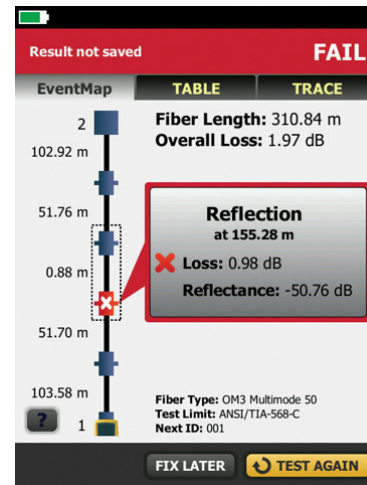 Result not saved
FAIL
EventMap
TABLE
TRACE
2
102.92 m
51.76 m
0.88 m
51.70 m
103.58 m
1
?
Fiber Length: 310.84 m
Overall Loss: 1.97 dB
Reflection
at 155.28 m
Loss: 0.98 dB
Reflectance: -50.76 dB
Fiber Type: OM3 Multimode 50
Test Limit: ANSI/TIA-568-C
Next ID: 001
FIX LATER
TEST AGAIN